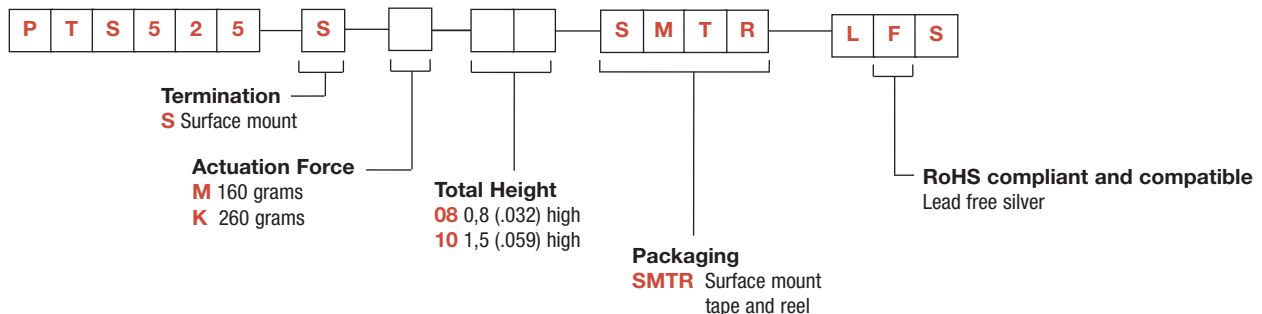 P T S 5 2 5 S S M T R L F S
Termination
S Surface mount
Actuation Force
M 160 grams
K 260 grams
Total Height
08 0,8 (.032) high
10 1,5 (.059) high
Packaging
SMTR Surface mount
tape and reel
RoHS compliant and compatible
Lead free silver